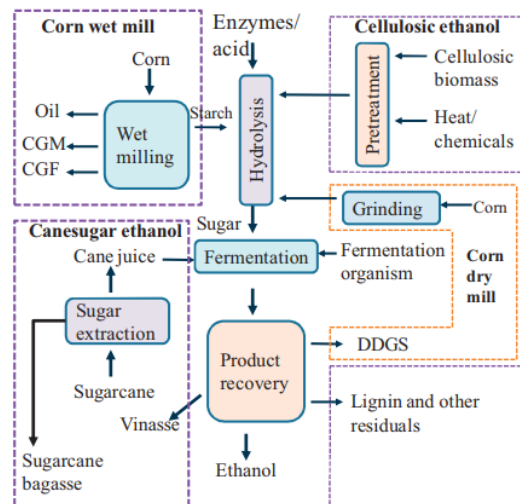 Corn wet mill
Corn
Oil
CGM
CGF
Wet
milling
Starch
Enzymes/
acid
Hydrolysis
Sugar
Cellulosic ethanol
Pretreatment
Cellulosic
biomass
Heat/
chemicals
Grinding
Corn
Corn
dry
mill
Canesugar ethanol
Cane juice
Fermentation
Fermentation
organism
Sugar
extraction
Sugarcane
Sugarcane
bagasse
Product
recovery
DDGS
Vinasse
Lignin and other
residuals
Ethanol